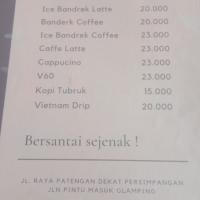 Ice Bandrek Latte 20.000
Banderk Coffee 20.000
Ice Bandrek Coffee 23.000
Caffe Latte 23.000
Cappucino 23.000
V60 23.000
Kopi Tubruk 15.000
Vietnam Drip 20.000
Bersantai sejenak !
JL. RAYA PATENGAN DEKAT PERSIMPANGAN
JLN PINTU MASUK GLAMPING